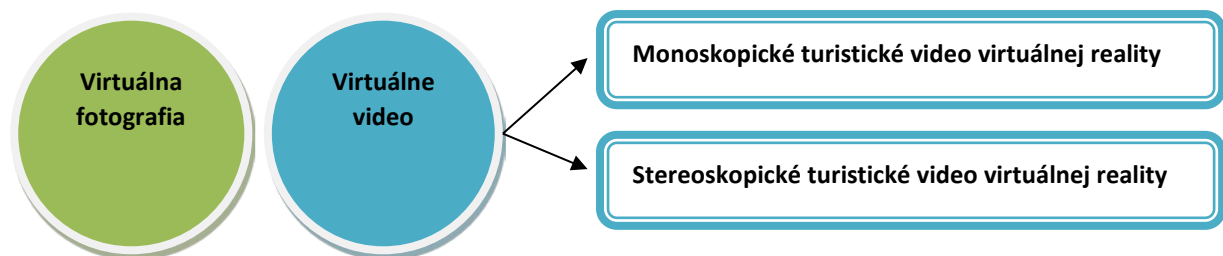 Virtuálna
fotografia
Virtuálne
video
Monoskopické turistické video virtuálnej reality
Stereoskopické turistické video virtuálnej reality